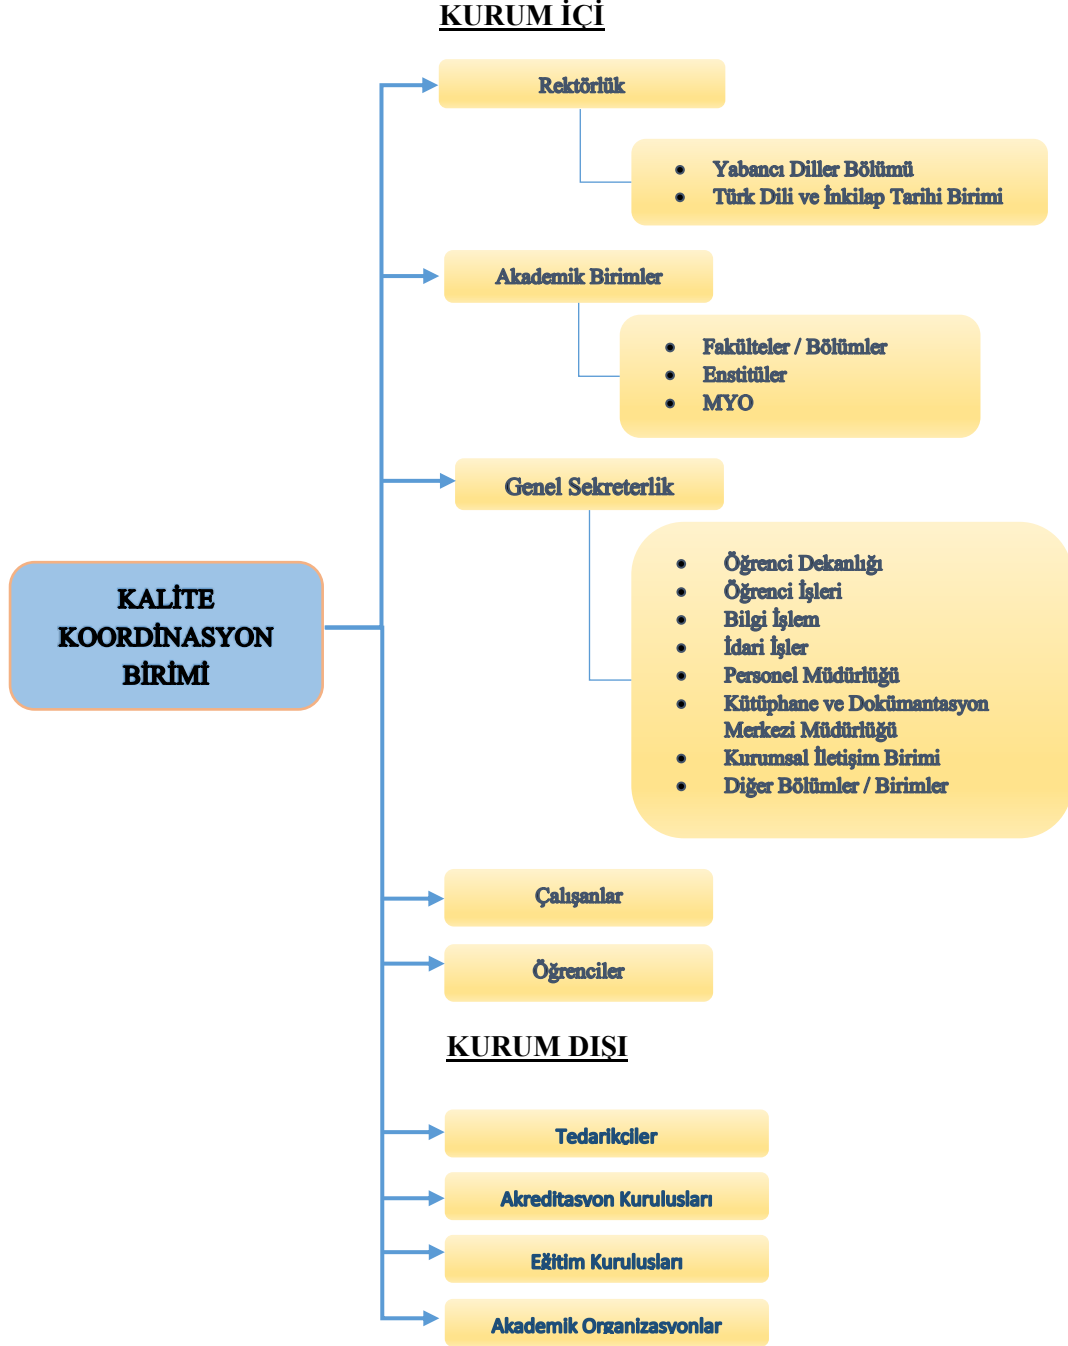 KURUM İÇİ
Rektörlük
• Yabancı Diller Bölümü
• Türk Dili ve İnkilap Tarihi Birimi
Akademik Birimler
• Fakülteler / Bölümler
• Enstitüler
• MYO
Genel Sekreterlik
• Öğrenci Dekanlığı
• Öğrenci İşleri
• Bilgi İşlem
• İdari İşler
• Personel Müdürlüğü
• Kütüphane ve Dokümantasyon
Merkezi Müdürlüğü
• Kurumsal İletişim Birimi
• Diğer Bölümler / Birimler
KALİTE
KOORDİNASYON
BİRİMİ
Çalışanlar
Öğrenciler
KURUM DIŞI
Tedarikçiler
Akreditasyon Kuruluşları
Eğitim Kuruluşları
Akademik Organizasyonlar